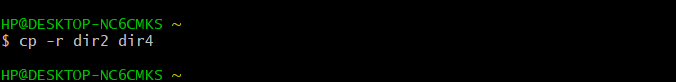 HP@DESKTOP-NC6CMKS ~
$ cp -r dir2 dir4
HP@DESKTOP-NC6CMKS ~